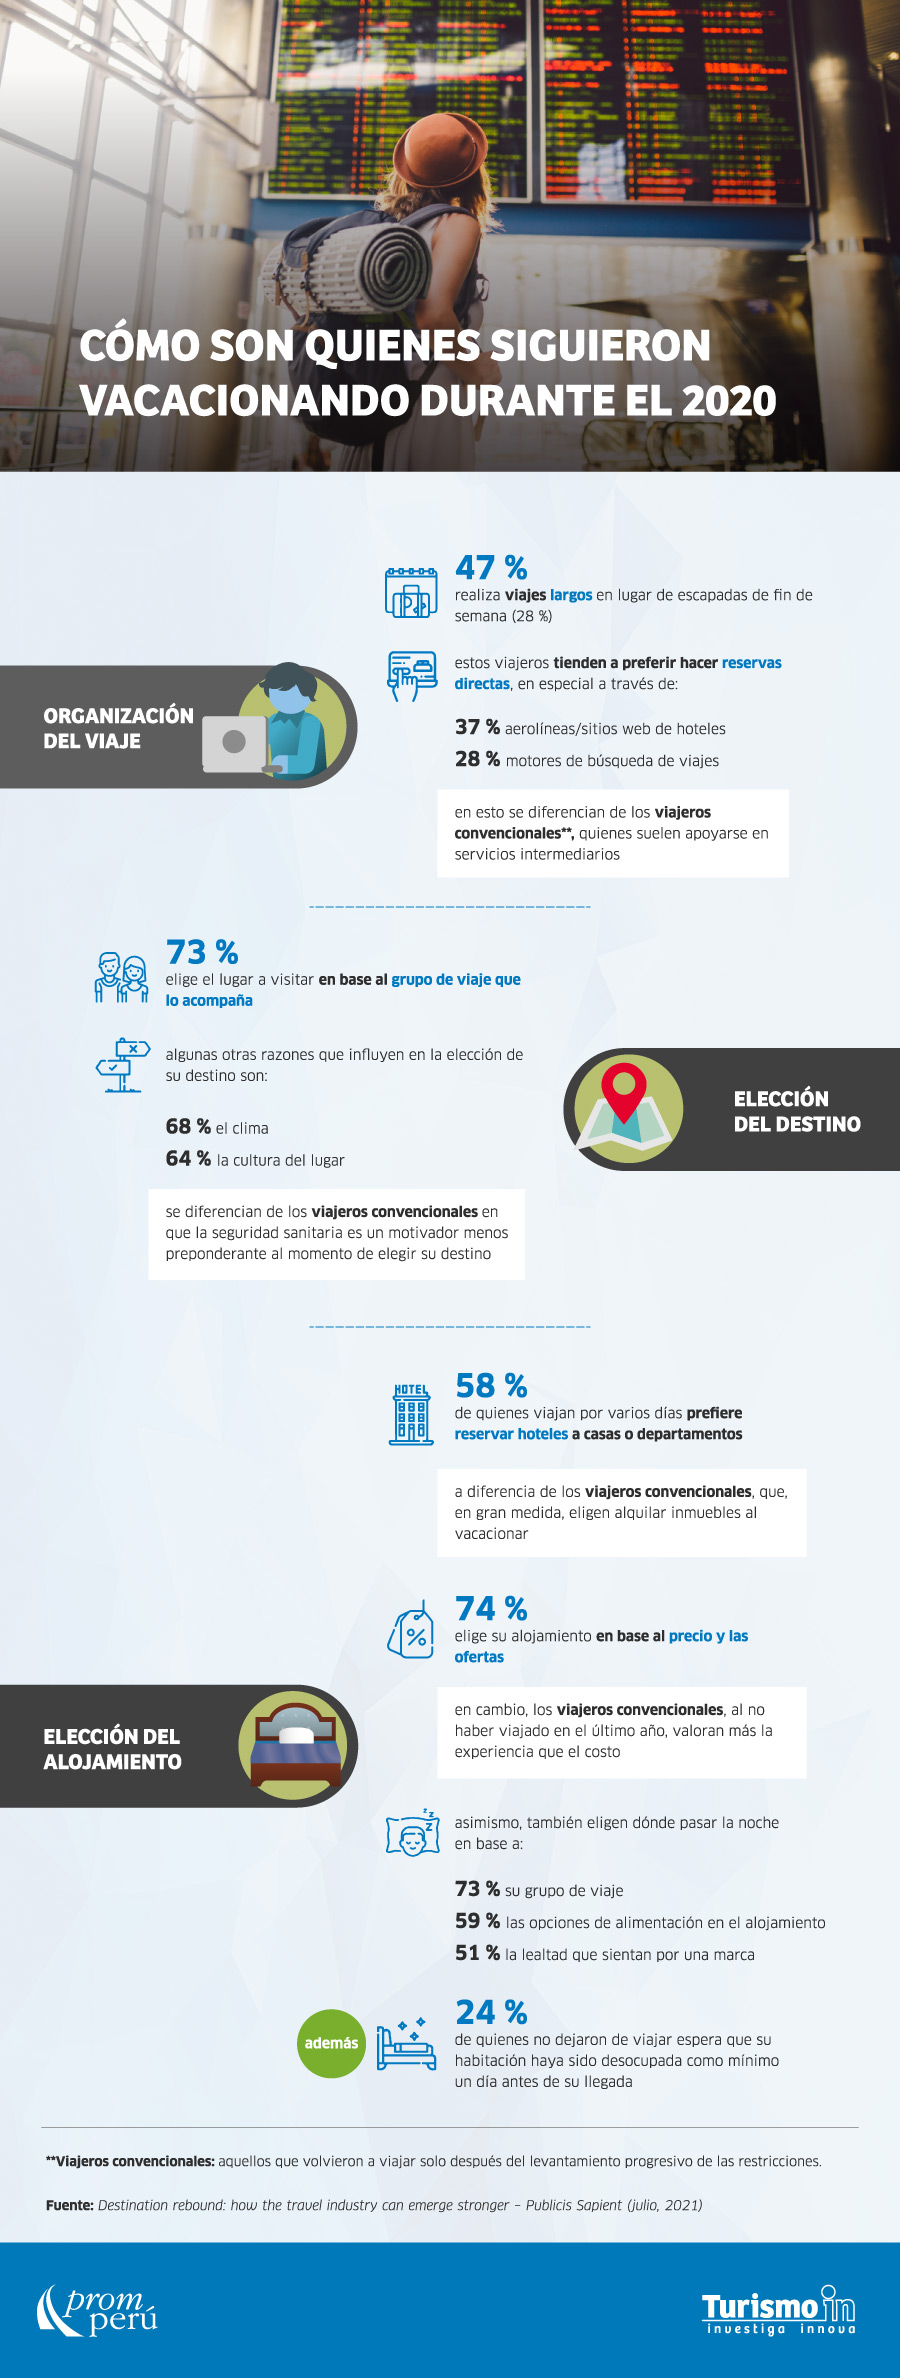 CÓMO SON QUIENES SIGUIERON
VACACIONANDO DURANTE EL 2020
47 %
realiza viajes largos en lugar de escapadas de fin de
semana (28 %)
estos viajeros tienden a preferir hacer reservas
directas, en especial a través de:
ORGANIZACIÓN
DEL VIAJE
37 % aerolíneas/sitios web de hoteles
28 % motores de búsqueda de viajes
en esto se diferencian de los viajeros
convencionales**, quienes suelen apoyarse en
servicios intermediarios
73 %
elige el lugar a visitar en base al grupo de viaje que
lo acompaña
algunas otras razones que influyen en la elección de
su destino son:
ELECCIÓN
DEL DESTINO
68 % el clima
64 % la cultura del lugar
se diferencian de los viajeros convencionales en
que la seguridad sanitaria es un motivador menos
preponderante al momento de elegir su destino
HOTEL
58 %
de quienes viajan por varios días prefiere
reservar hoteles a casas o departamentos
a diferencia de los viajeros convencionales, que,
en gran medida, eligen alquilar inmuebles al
vacacionar
%
74 %
elige su alojamiento en base al precio y las
ofertas
en cambio, los viajeros convencionales, al no
haber viajado en el último año, valoran más la
experiencia que el costo
ELECCIÓN DEL
ALOJAMIENTO
z z z
asimismo, también eligen dónde pasar la noche
en base a:
73 % su grupo de viaje
59 % las opciones de alimentación en el alojamiento
51 % la lealtad que sientan por una marca
además
24 %
de quienes no dejaron de viajar espera que su
habitación haya sido desocupada como mínimo
un día antes de su llegada
**Viajeros convencionales: aquellos que volvieron a viajar solo después del levantamiento progresivo de las restricciones.
Fuente: Destination rebound: how the travel industry can emerge stronger – Publicis Sapient (julio, 2021)
prom
perú
Turismo in
investiga innova